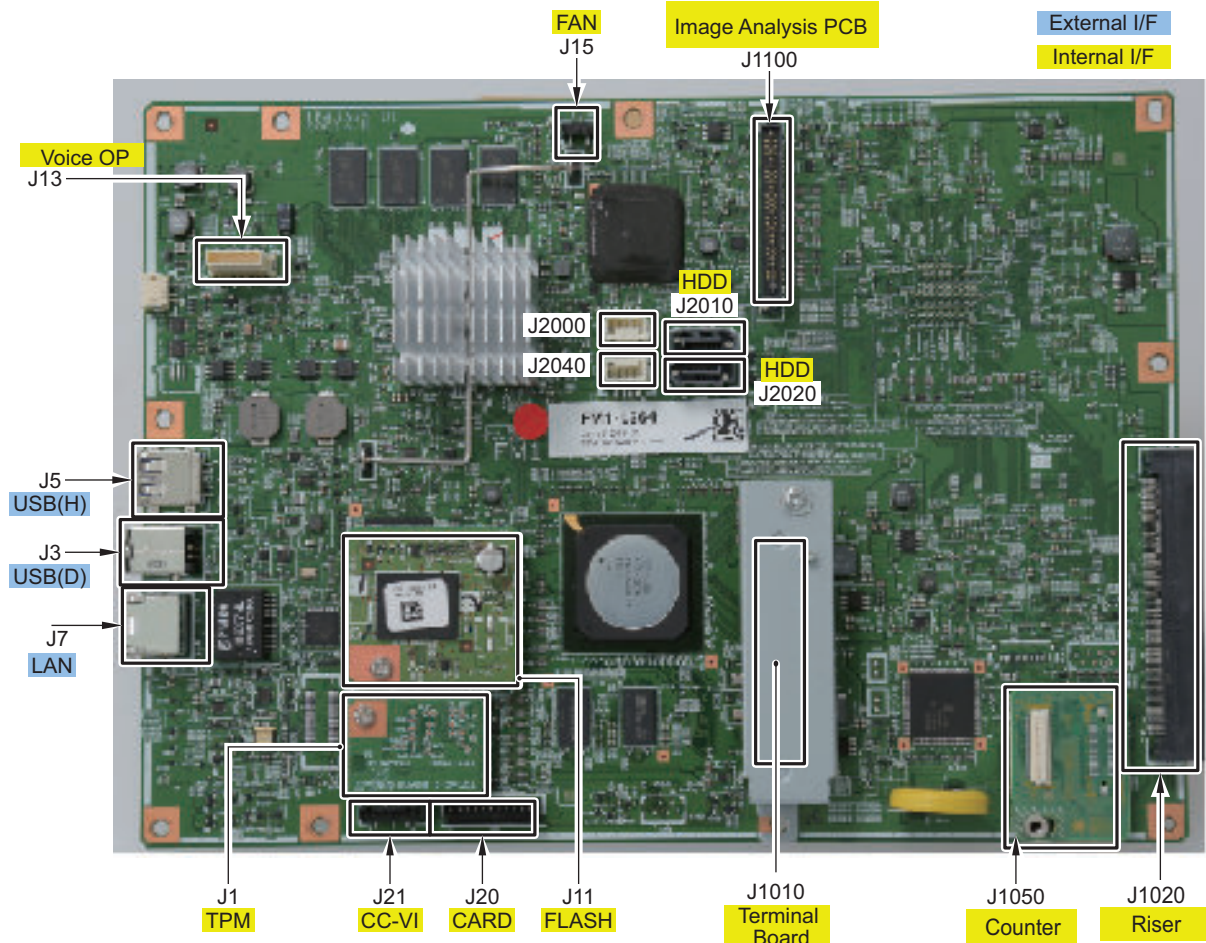 FAN
J15
Image Analysis PCB
J1100
External I/F
Internal I/F
Voice OP
J13
HDD
J2010
J2000
J2040
HDD
J2020
J5
USB(H)
J3
USB(D)
J7
LAN
J1
TPM
J21
CC-VI
J20
CARD
J11
FLASH
J1010
Terminal
Board
J1050
Counter
J1020
Riser